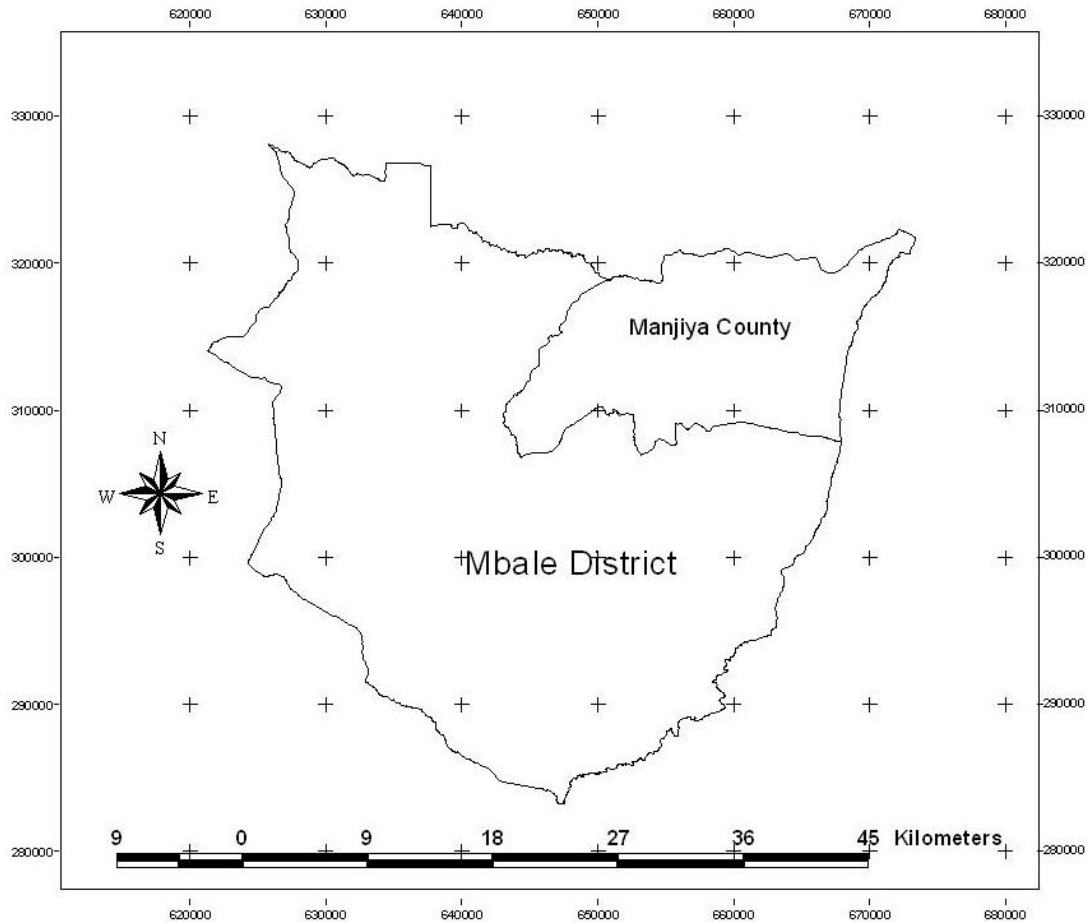 620000 630000 640000 650000 660000 670000 680000
330000 330000
320000 320000
Manjiya County
310000 310000
N
W E
S
300000 300000
Mbale District
290000 290000
9 0 9 18 27 36 45 Kilometers
280000 280000
620000 630000 640000 650000 660000 670000 680000